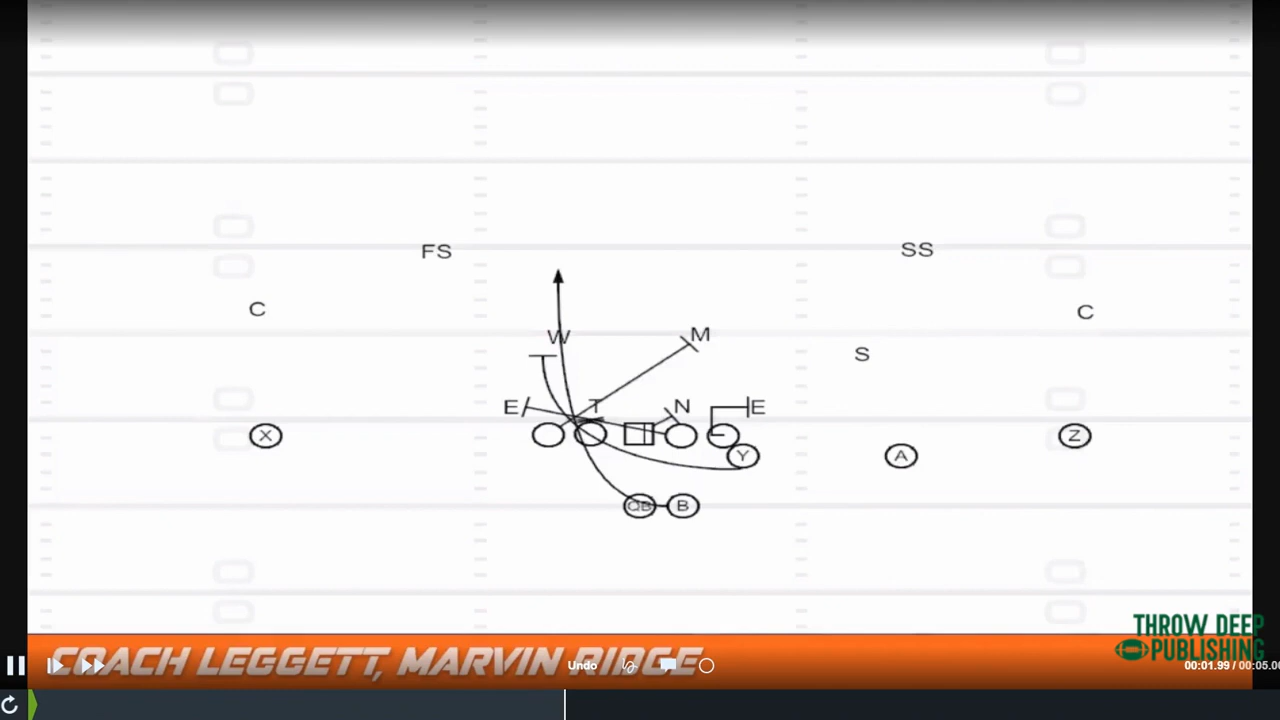 FS
SS
C
C
W
M
S
E
T
N
E
X
Z
Y
A
QB
B
THROW DEEP
PUBLISHING
COACH LEGGETT, MARVIN RIDGE
Undo
00:01.99 / 00:05.00